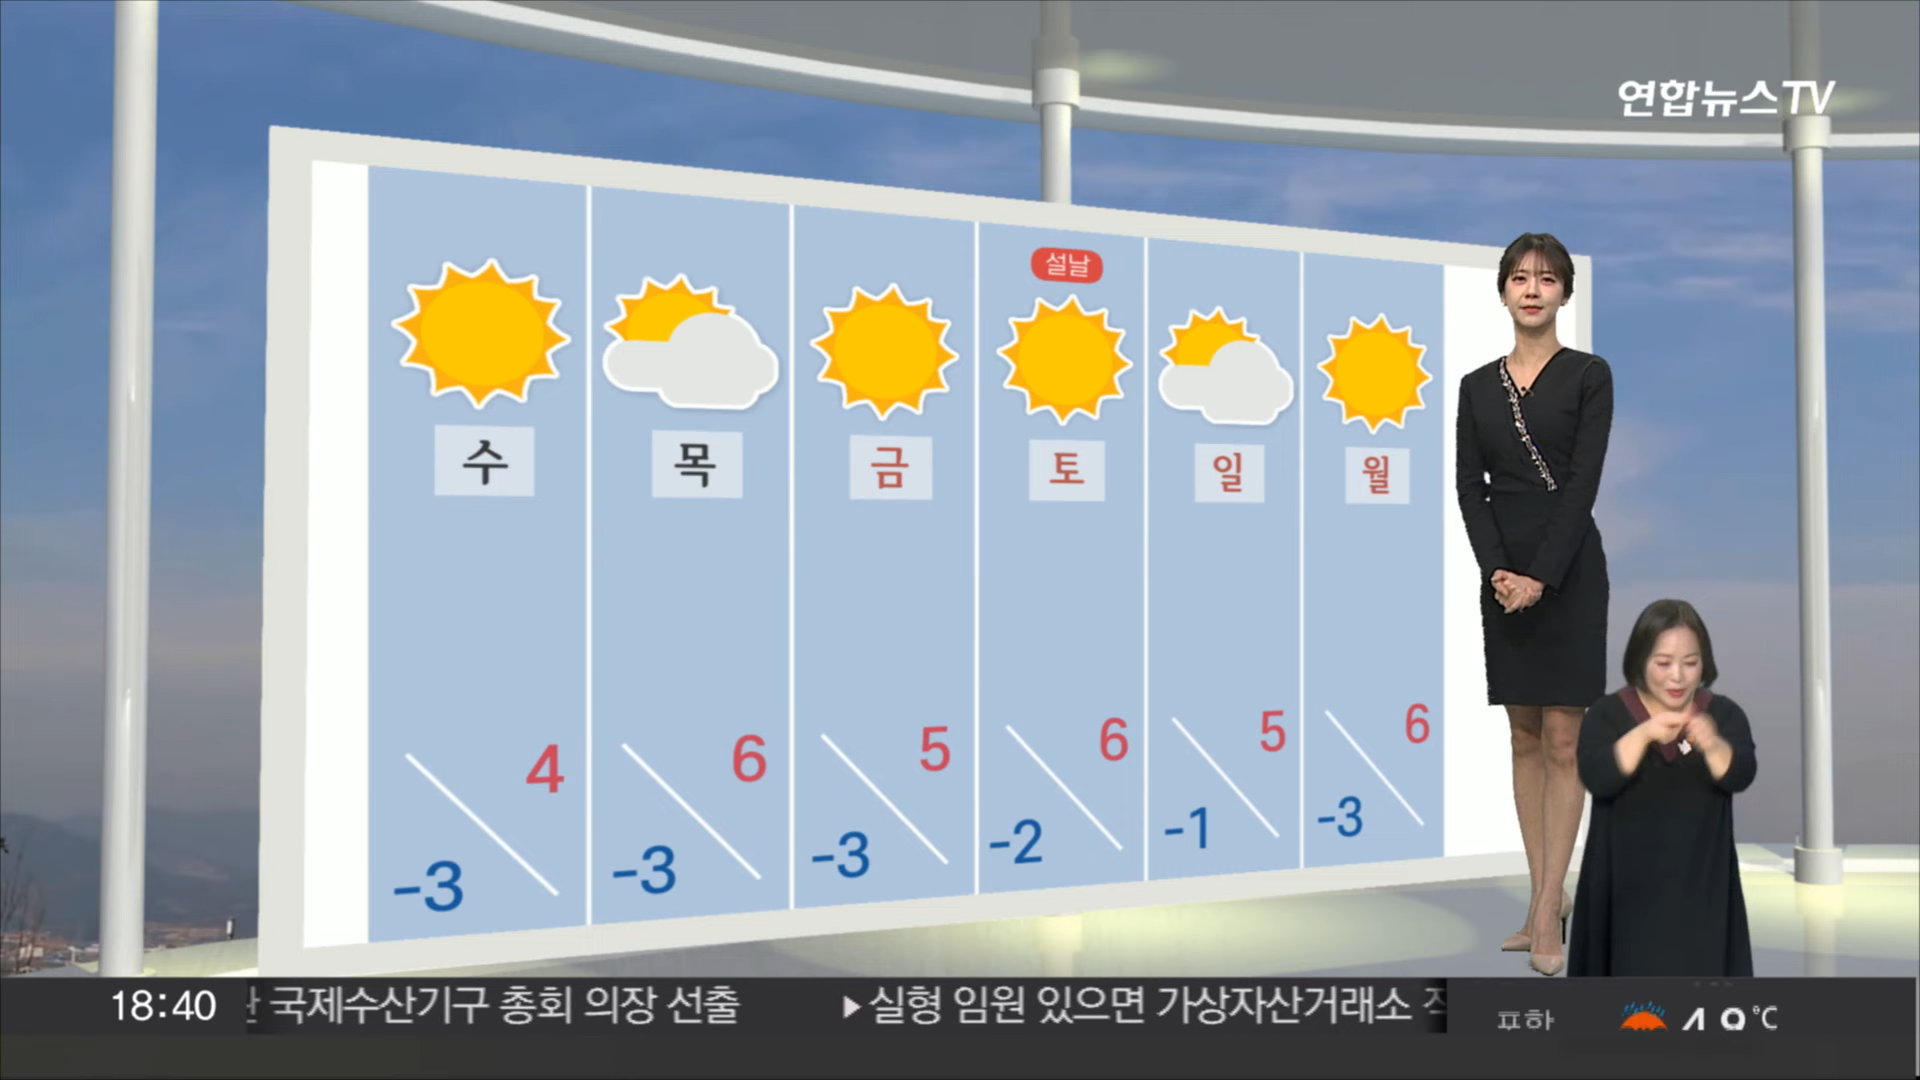 연합뉴스TV
설날
수 목 금 토 일 월
4 6 5 6 5 6
-3 -3 -3 -2 -1 -3
18:40 국제수산기구 총회 의장 선출 ▶실형 임원 있으면 가상자산거래소
℃